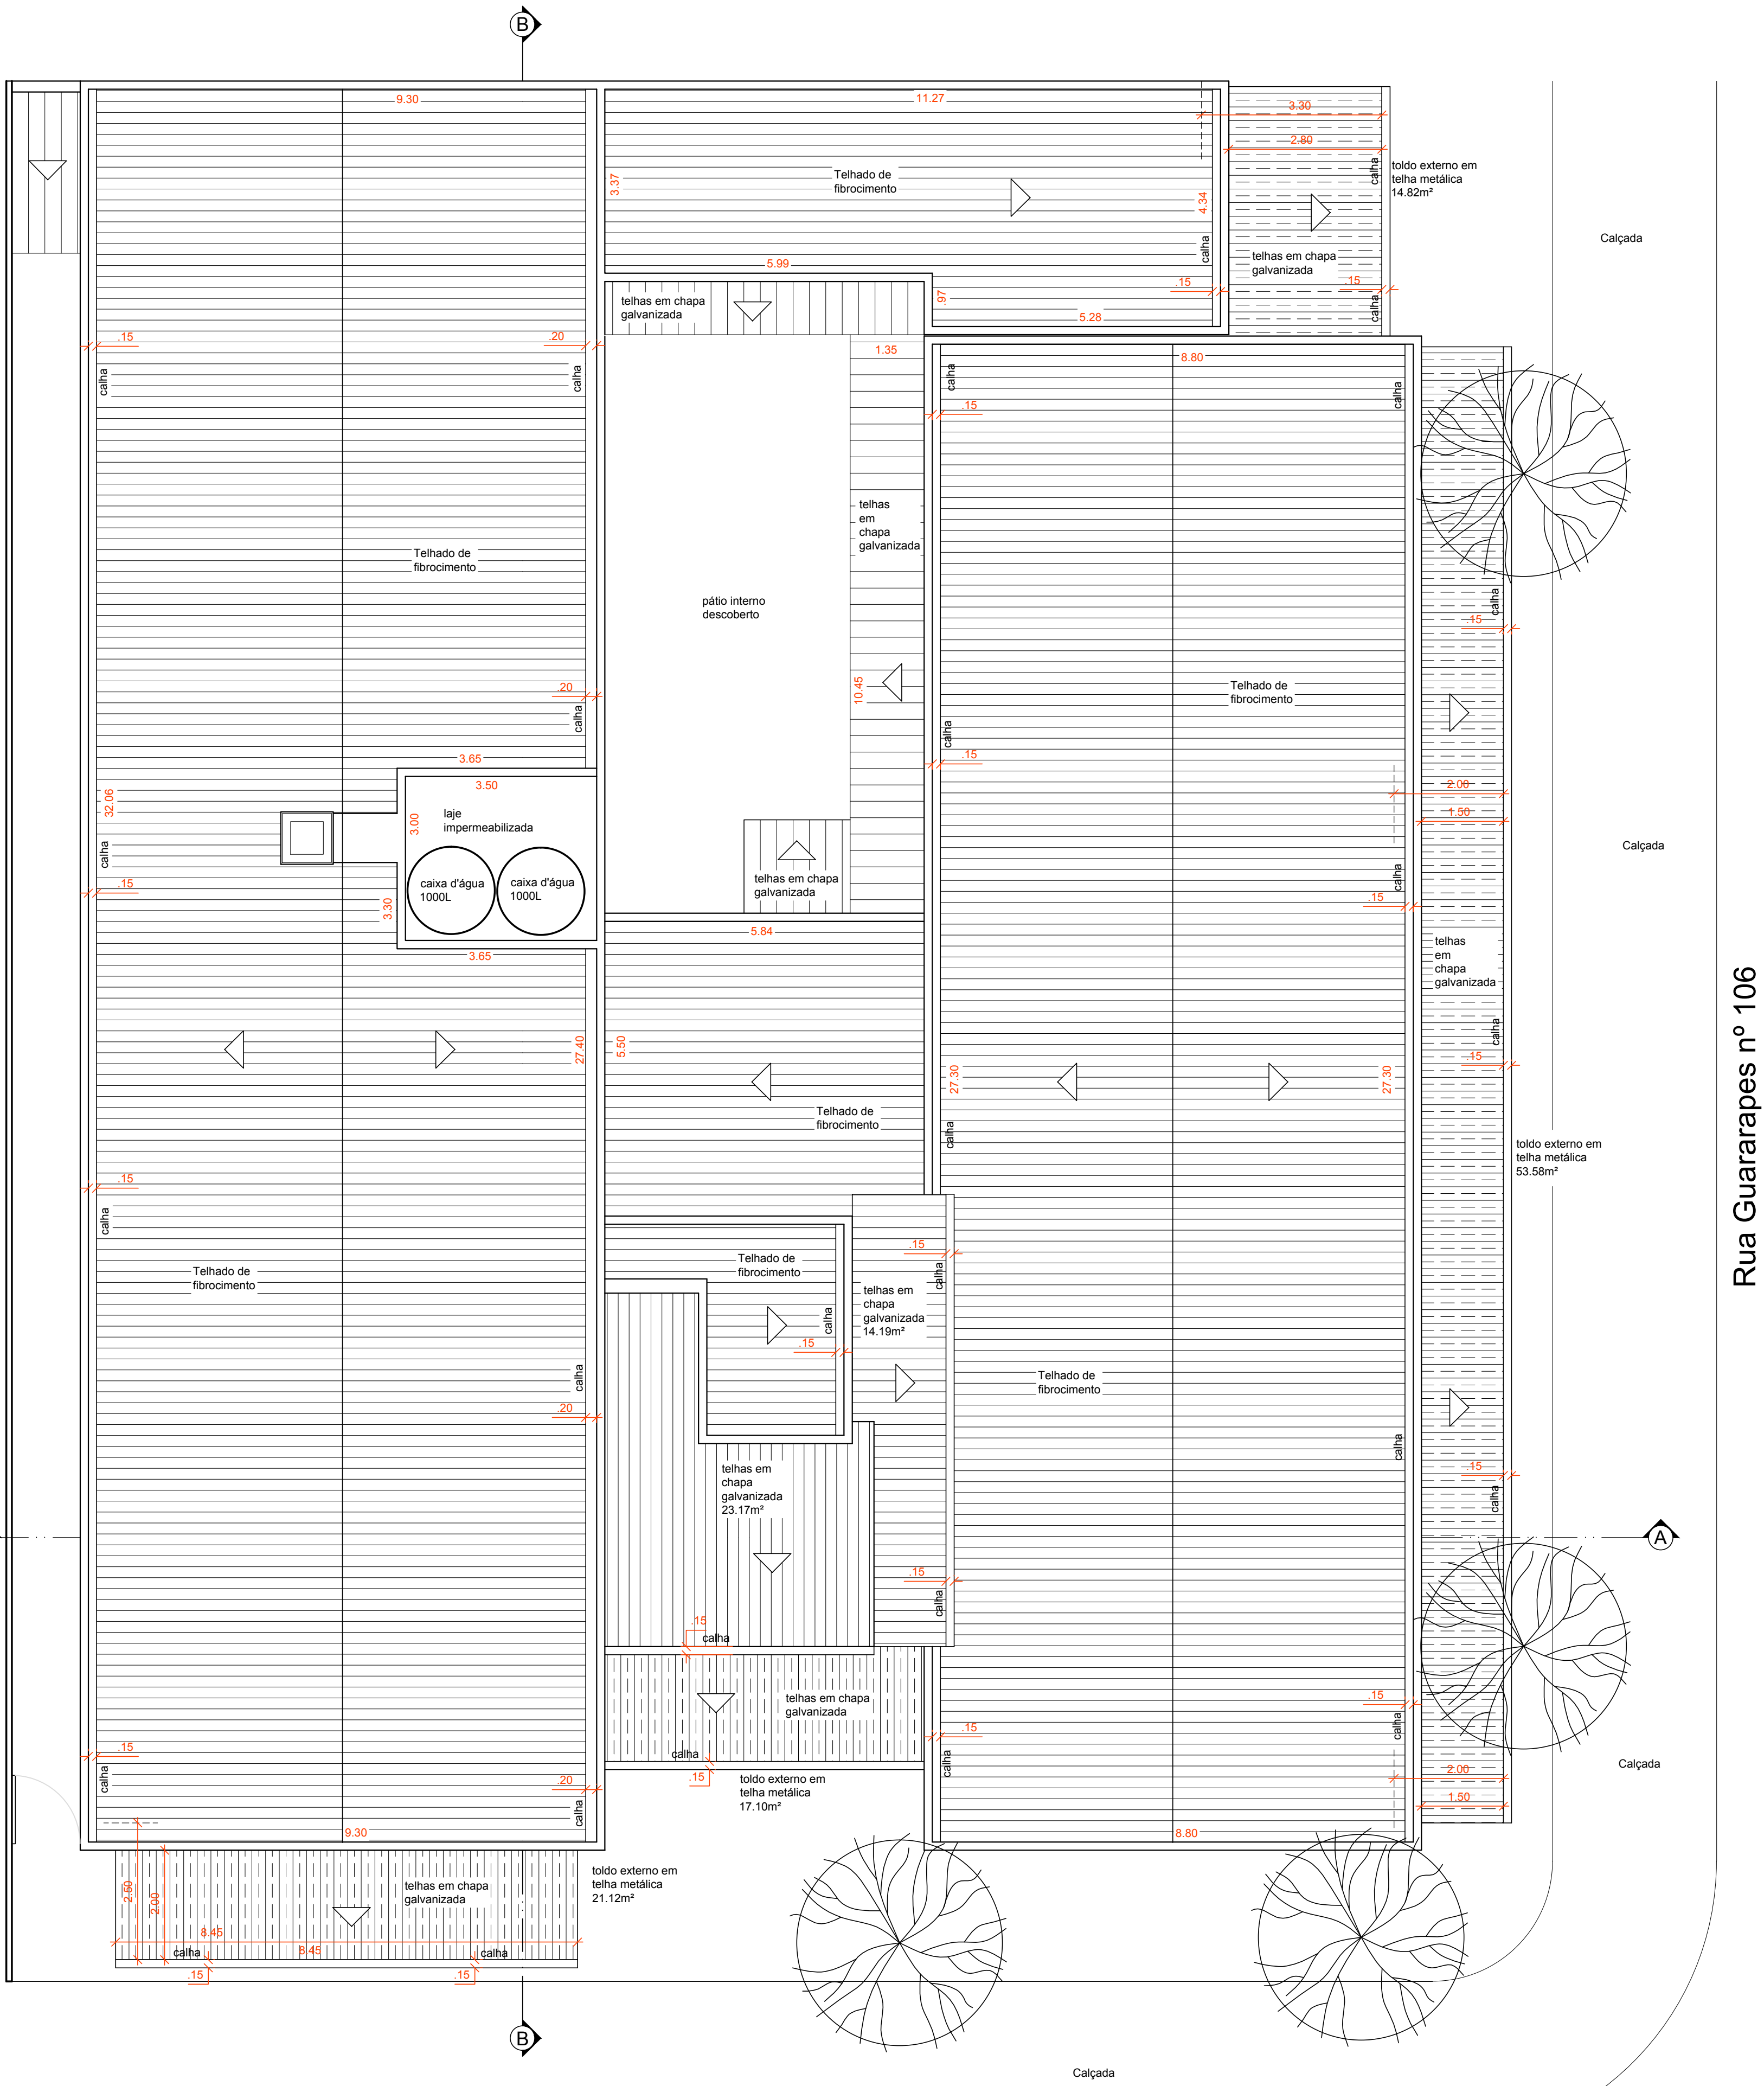 B
9.30
11.27
3.30
2.80
calha
toldo externo em
telha metálica
14.82m²
Telhado de
fibrocimento
3.37
4.34
calha
Calçada
telhas em chapa
galvanizada
5.99
.15
.15
calha
telhas em chapa
galvanizada
.97
5.28
.15
.20
1.35
8.80
calha
calha
calha
calha
.15
telhas
em
chapa
galvanizada
Telhado de
fibrocimento
pátio interno
descoberto
calha
.15
10.45
Telhado de
fibrocimento
.20
calha
calha
.15
3.65
3.50
32.06
3.00
laje
impermeabilizada
2.00
1.50
calha
Calçada
caixa d'água
1000L
caixa d'água
1000L
telhas em chapa
galvanizada
calha
.15
3.30
.15
5.84
3.65
telhas
em
chapa
galvanizada
Rua Guararapes nº 106
27.40
5.50
27.30
27.30
calha
.15
Telhado de
fibrocimento
calha
toldo externo em
telha metálica
53.58m²
.15
calha
Telhado de
fibrocimento
Telhado de
fibrocimento
.15
calha
telhas em
chapa
galvanizada
14.19m²
calha
.15
calha
.20
Telhado de
fibrocimento
calha
telhas em
chapa
galvanizada
23.17m²
.15
calha
A
.15
calha
.15
calha
telhas em chapa
galvanizada
.15
calha
.15
calha
.15
calha
calha
.15
.20
calha
toldo externo em
telha metálica
17.10m²
2.00
1.50
Calçada
9.30
8.80
2.50
2.00
telhas em chapa
galvanizada
toldo externo em
telha metálica
21.12m²
8.45
8.45
calha
calha
.15
.15
B
Calçada